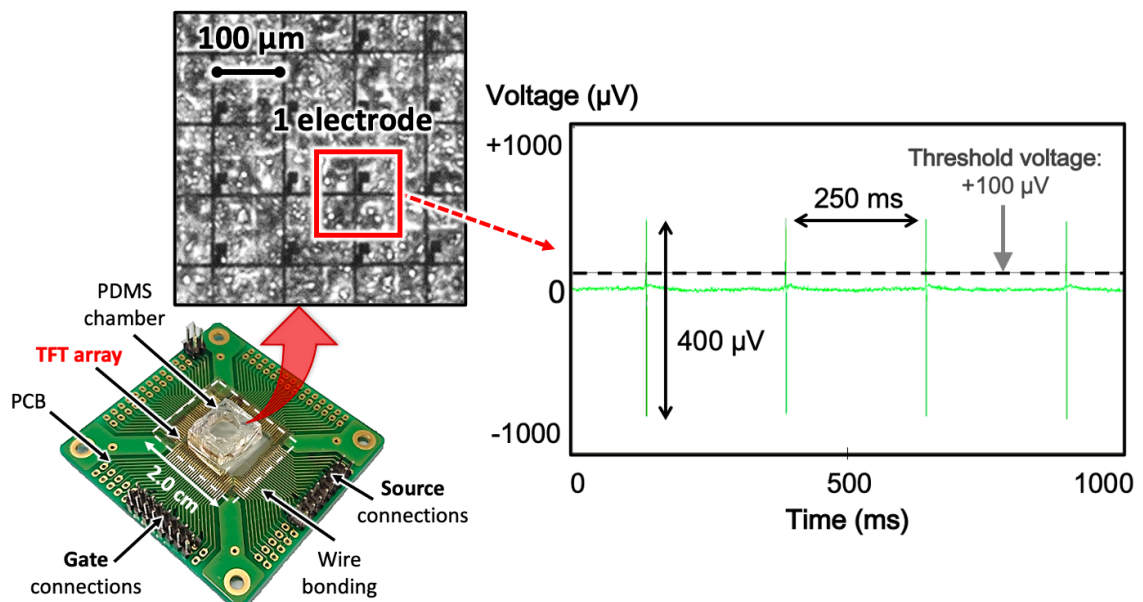 100 µm
1 electrode
PDMS
chamber
TFT array
PCB
2.0 cm
Gate
connections
Source
connections
Wire
bonding
Voltage (µV)
+1000
0
-1000
Threshold voltage:
+100 µV
250 ms
400 µV
0
500
1000
Time (ms)